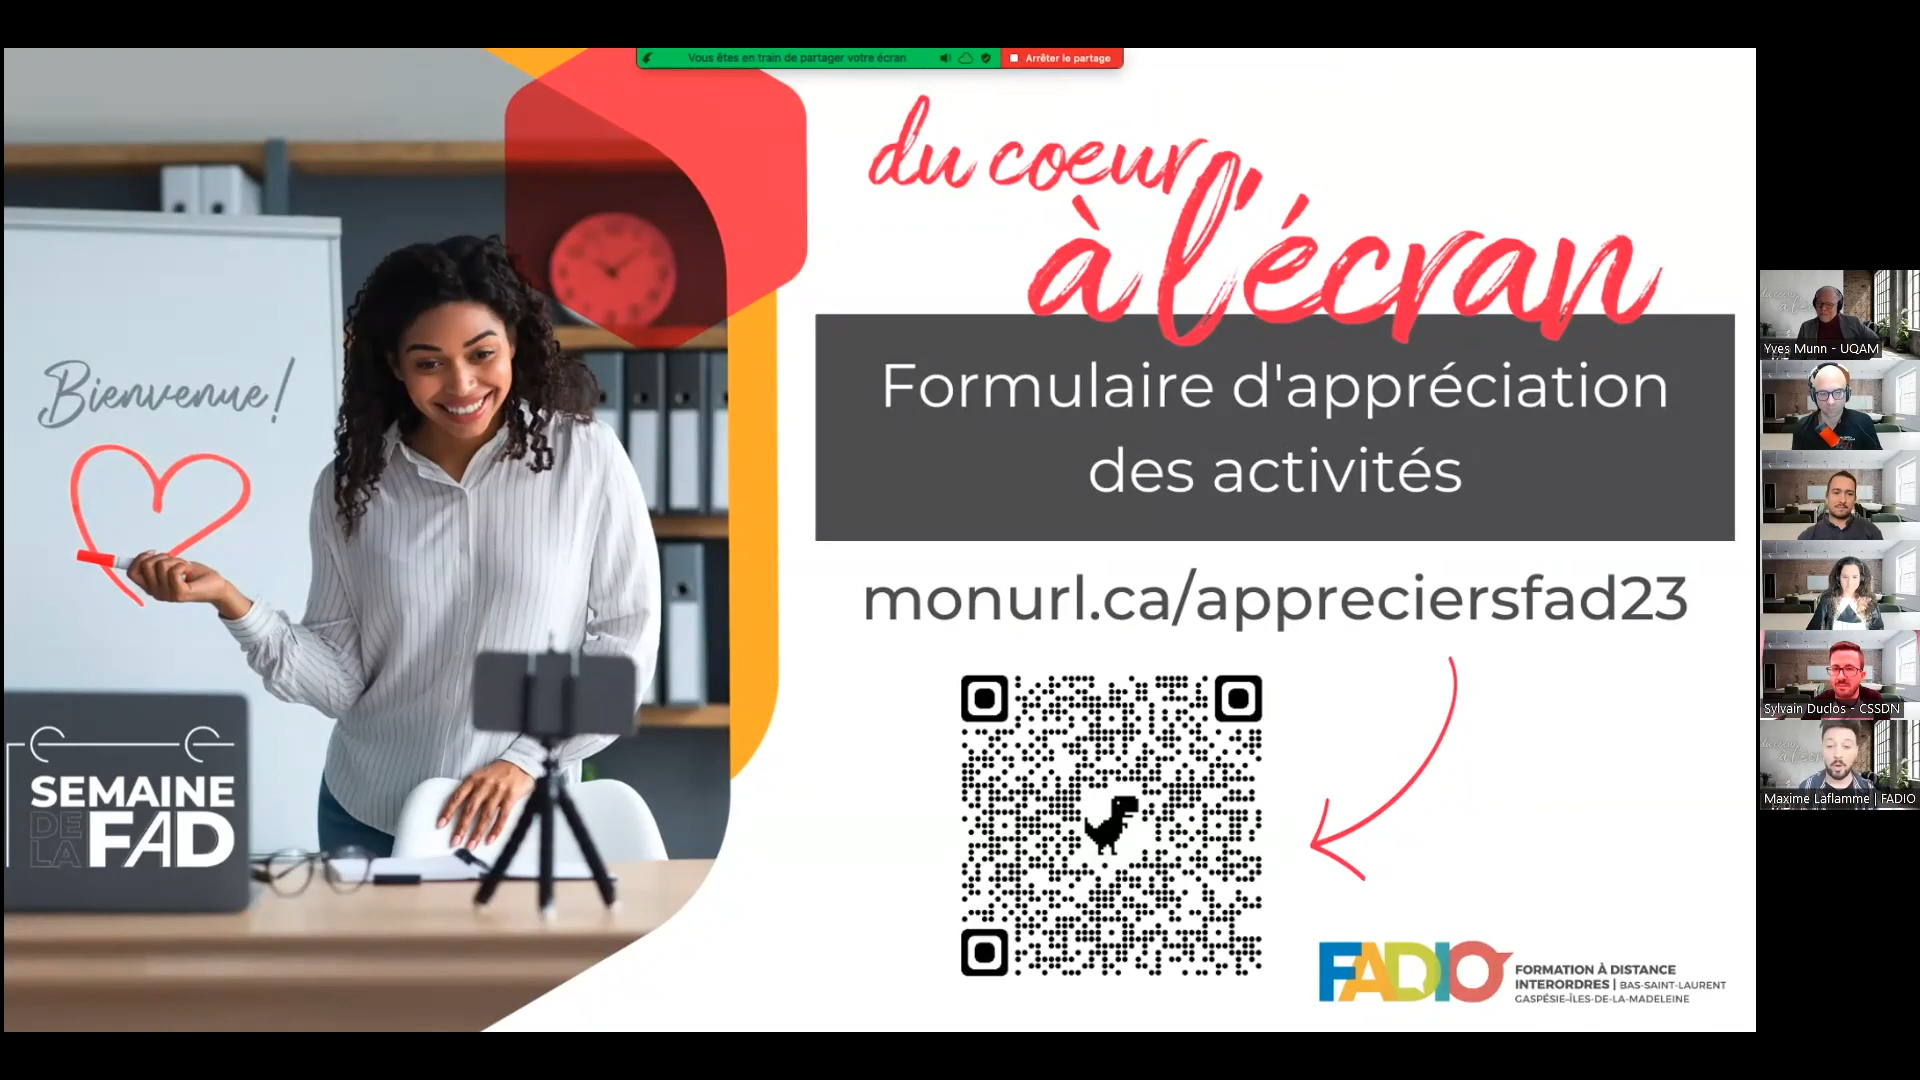 Vous êtes en train de partager votre écran
Arrêter le partage
du coeur
à l'écran
Formulaire d'appréciation
des activités
monurl.ca/appreciersfad23
Bienvenue!
SEMAINE
DE LA
FAD
FADIO
FORMATION À DISTANCE
INTERORDRES | BAS-SAINT-LAURENT
GASPÉSIE-ÎLES-DE-LA-MADELEINE
Yves Munn - UQAM
Sylvain Duclos - CSSDN
Maxime Laflamme | FADIO